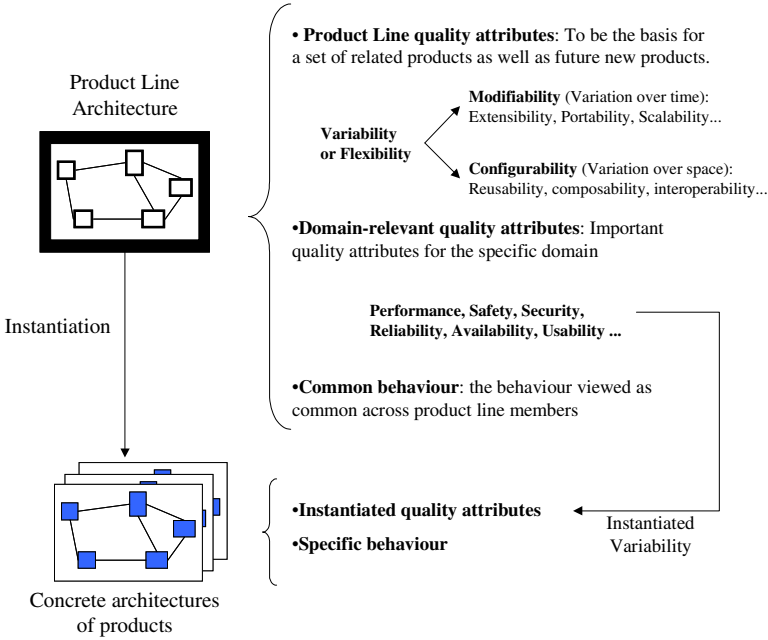 Product Line
Architecture
Instantiation
Concrete architectures
of products
• Product Line quality attributes: To be the basis for
a set of related products as well as future new products.
Variability
or Flexibility
Modifiability (Variation over time):
Extensibility, Portability, Scalability...
Configurability (Variation over space):
Reusability, composability, interoperability...
•Domain-relevant quality attributes: Important
quality attributes for the specific domain
Performance, Safety, Security,
Reliability, Availability, Usability ...
•Common behaviour: the behaviour viewed as
common across product line members
•Instantiated quality attributes
•Specific behaviour
Instantiated
Variability